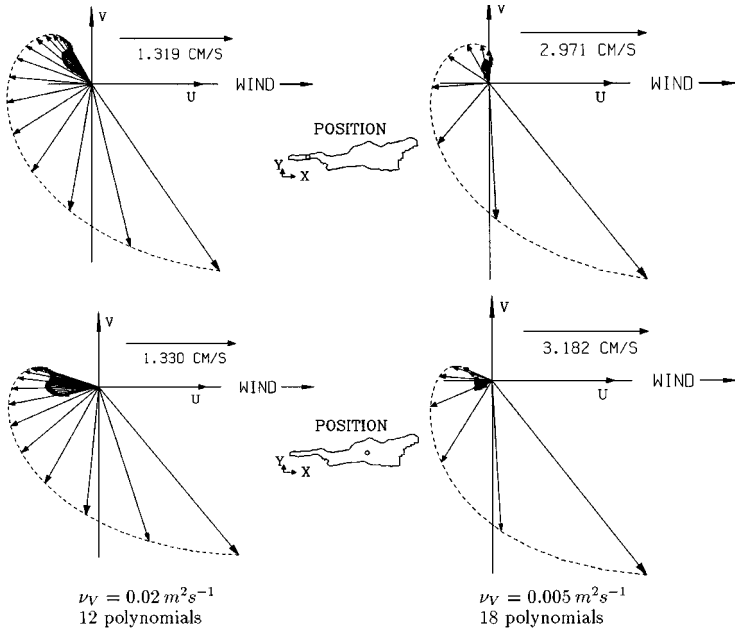 V
V
1.319 CM/S
2.971 CM/S
U
WIND
U
WIND
POSITION
Y
X
V
V
1.330 CM/S
3.182 CM/S
U
WIND
U
WIND
POSITION
Y
X
ν_V = 0.02 m²s⁻¹
12 polynomials
ν_V = 0.005 m²s⁻¹
18 polynomials